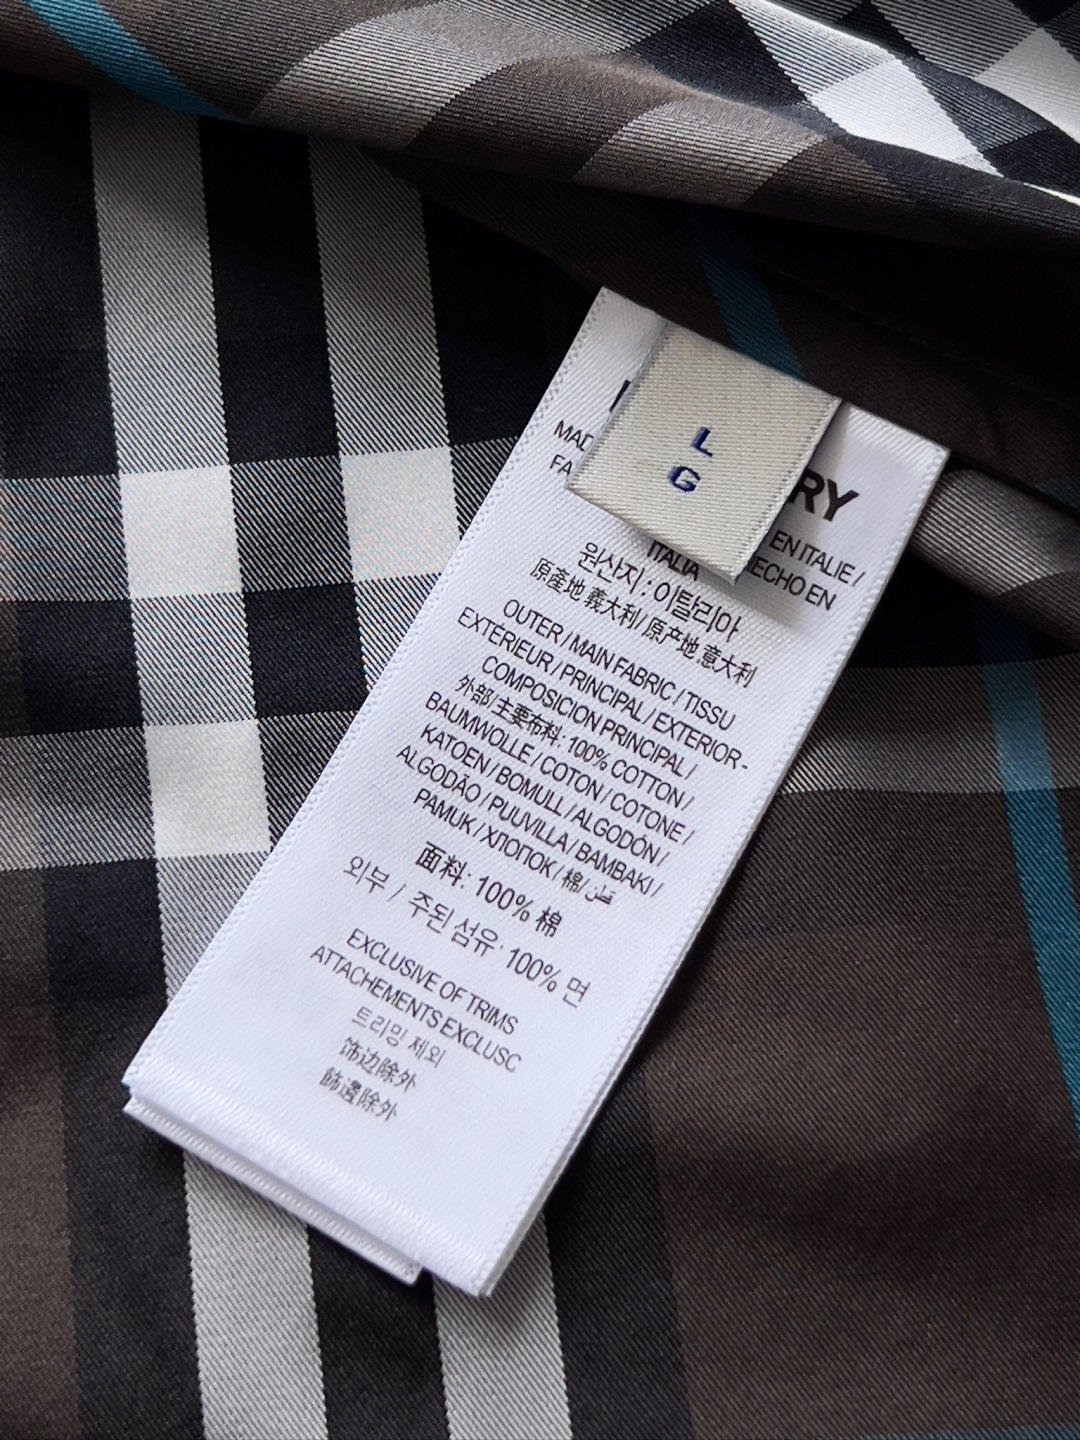 L
G
RY
MAD EN ITALIE /
FA HECHO EN
ITALIA
원산지 : 이탈리아
原產地 義大利/ 原产地 意大利
OUTER / MAIN FABRIC / TISSU
EXTERIEUR / PRINCIPAL / EXTERIOR -
COMPOSICION PRINCIPAL /
外部/ 主要布料: 100% COTTON /
BAUMWOLLE / COTON / COTONE /
KATOEN / BOMULL / ALGODÓN /
ALGODÃO / PUUVILLA / BAMBAKI /
PAMUK / ХЛОПОК / 棉/ قطن
面料: 100% 棉
외부 / 주된 섬유: 100% 면
EXCLUSIVE OF TRIMS
ATTACHEMENTS EXCLUSC
트리밍 제외
饰边除外
飾邊除外